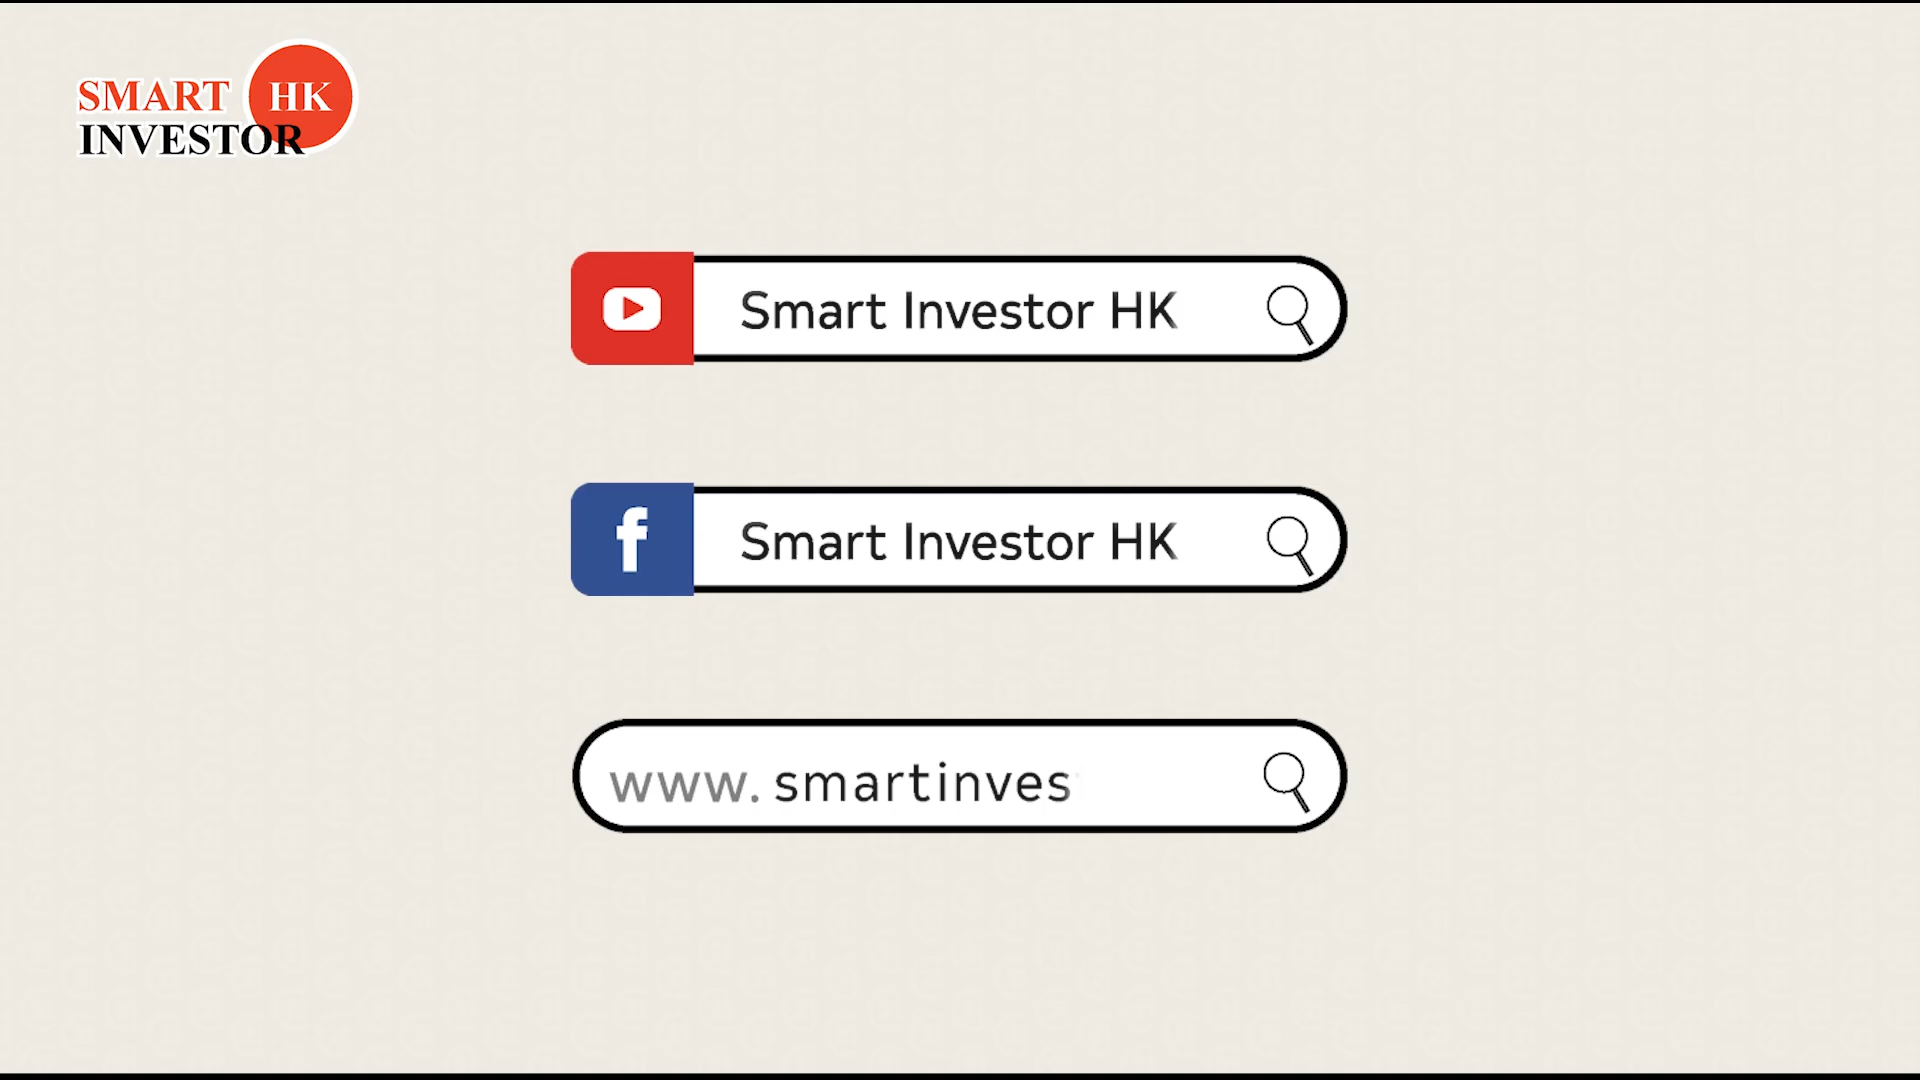 SMART HK
INVESTOR
Smart Investor HK
f
Smart Investor HK
www. smartinves